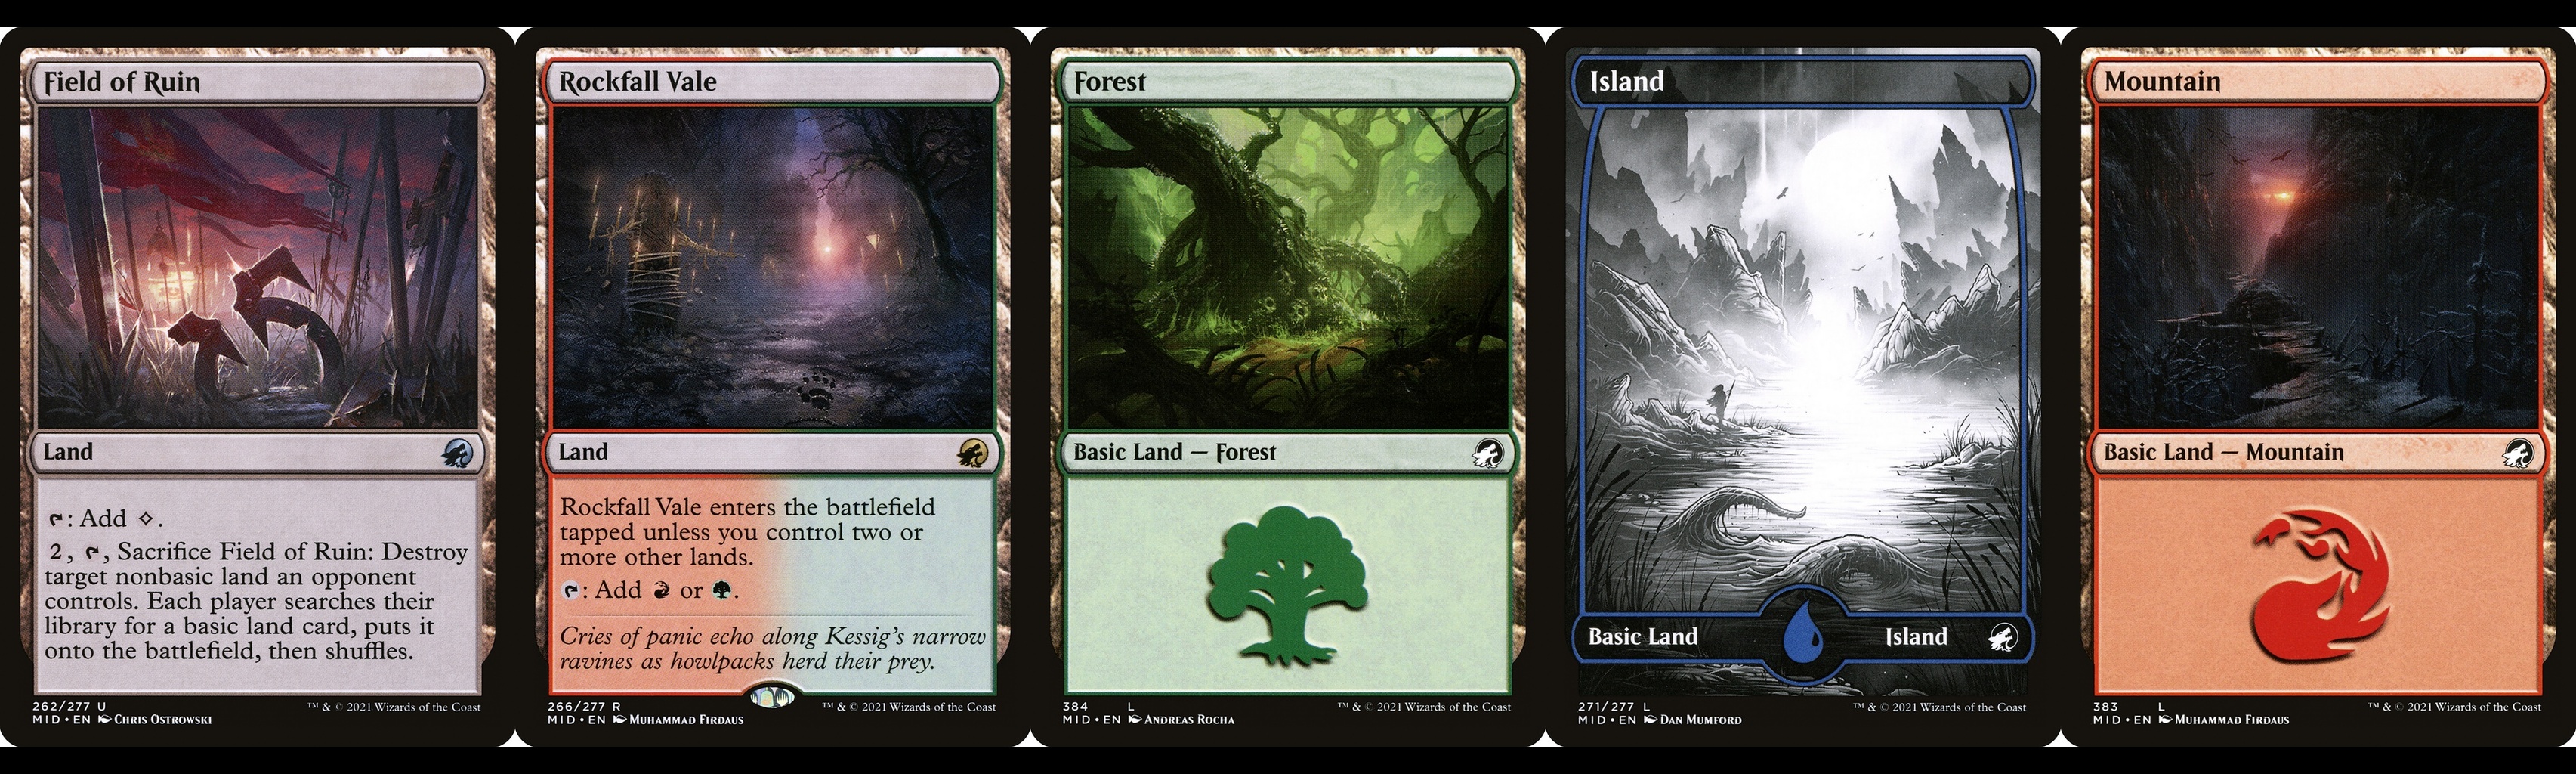 Field of Ruin
Land
: Add .
2, , Sacrifice Field of Ruin: Destroy
target nonbasic land an opponent
controls. Each player searches their
library for a basic land card, puts it
onto the battlefield, then shuffles.
262/277 U
MID • EN CHRIS OSTROWSKI
™ & © 2021 Wizards of the Coast
Rockfall Vale
Land
Rockfall Vale enters the battlefield
tapped unless you control two or
more other lands.
: Add or .
Cries of panic echo along Kessig's narrow
ravines as howlpacks herd their prey.
266/277 R
MID • EN MUHAMMAD FIRDAUS
™ & © 2021 Wizards of the Coast
Forest
Basic Land — Forest
384 L
MID • EN ANDREAS ROCHA
™ & © 2021 Wizards of the Coast
Island
Basic Land Island
271/277 L
MID • EN DAN MUMFORD
™ & © 2021 Wizards of the Coast
Mountain
Basic Land — Mountain
383 L
MID • EN MUHAMMAD FIRDAUS
™ & © 2021 Wizards of the Coast